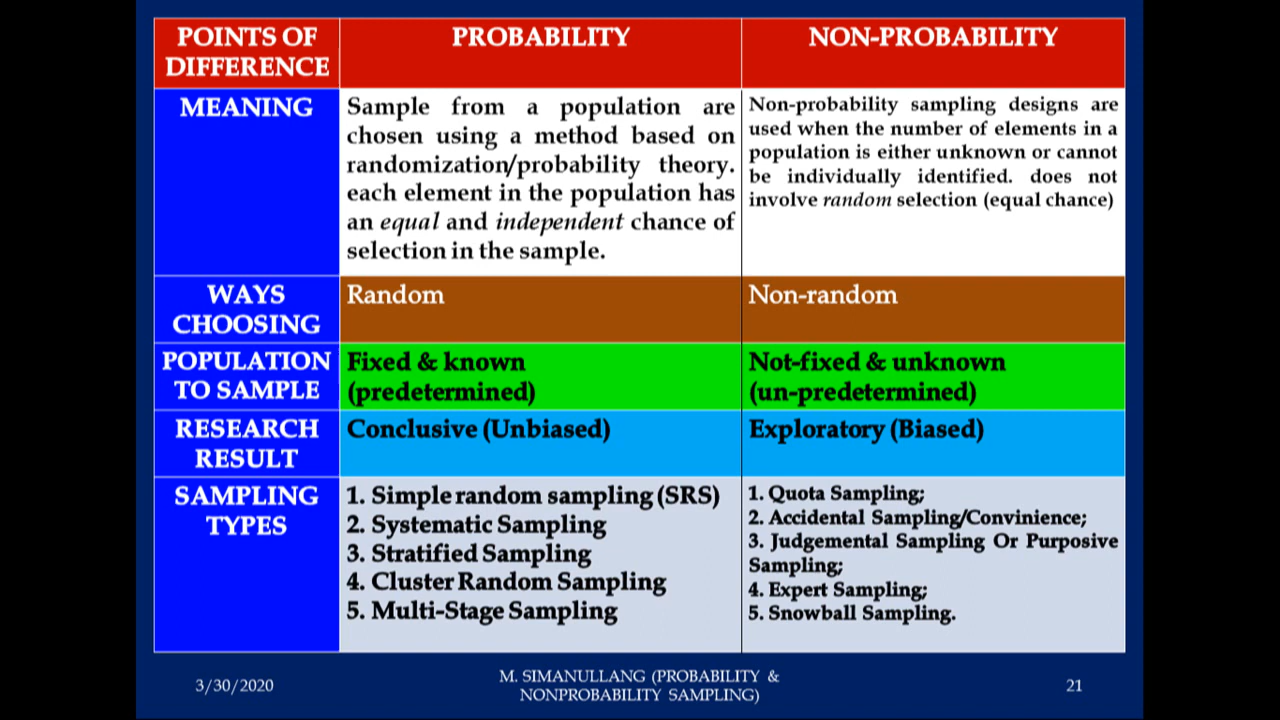 POINTS OF
DIFFERENCE
PROBABILITY
NON-PROBABILITY
MEANING
Sample from a population are
chosen using a method based on
randomization/probability theory.
each element in the population has
an equal and independent chance of
selection in the sample.
Non-probability sampling designs are
used when the number of elements in a
population is either unknown or cannot
be individually identified. does not
involve random selection (equal chance)
WAYS
CHOOSING
Random
Non-random
POPULATION
TO SAMPLE
Fixed & known
(predetermined)
Not-fixed & unknown
(un-predetermined)
RESEARCH
RESULT
Conclusive (Unbiased)
Exploratory (Biased)
SAMPLING
TYPES
1. Simple random sampling (SRS)
2. Systematic Sampling
3. Stratified Sampling
4. Cluster Random Sampling
5. Multi-Stage Sampling
1. Quota Sampling;
2. Accidental Sampling/Convinience;
3. Judgemental Sampling Or Purposive
Sampling;
4. Expert Sampling;
5. Snowball Sampling.
3/30/2020
M. SIMANULLANG (PROBABILITY &
NONPROBABILITY SAMPLING)
21